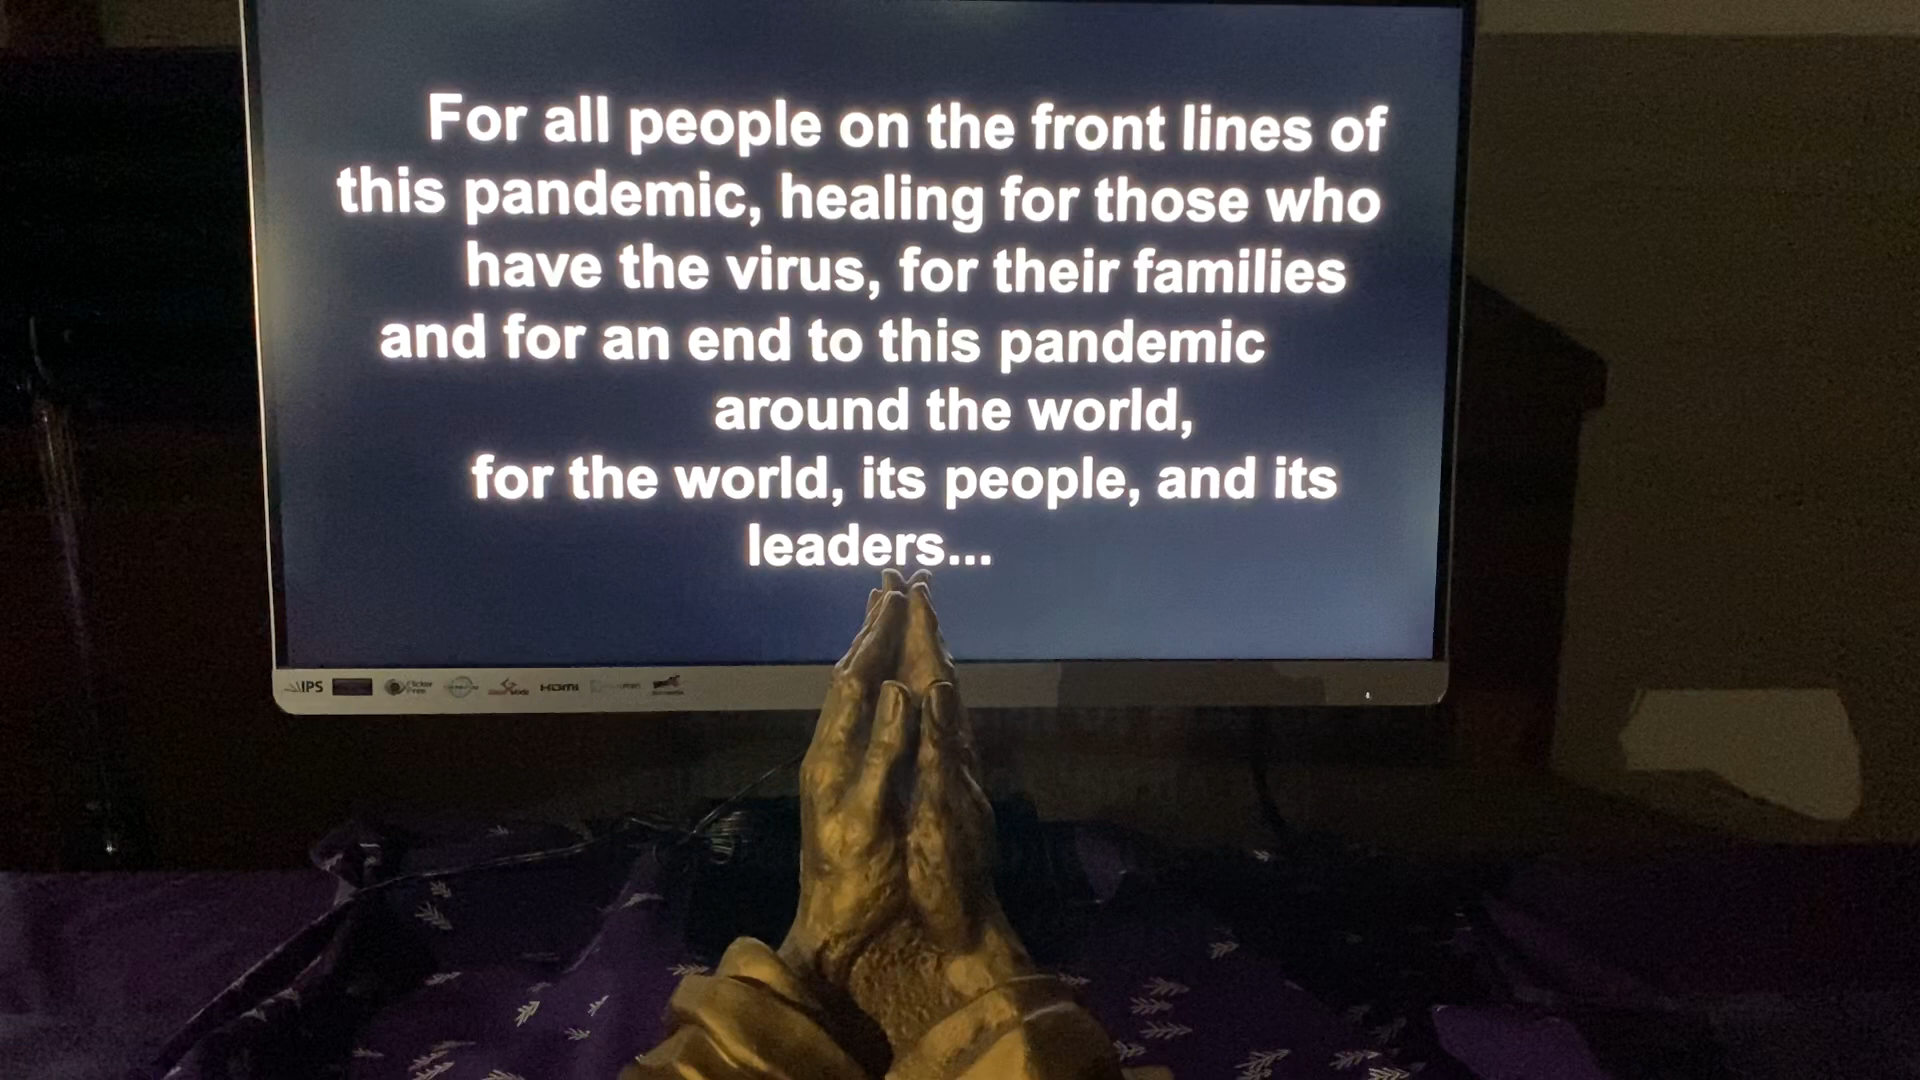 For all people on the front lines of
this pandemic, healing for those who
have the virus, for their families
and for an end to this pandemic
around the world,
for the world, its people, and its
leaders...
IPS
Flicker
Free
HDMI